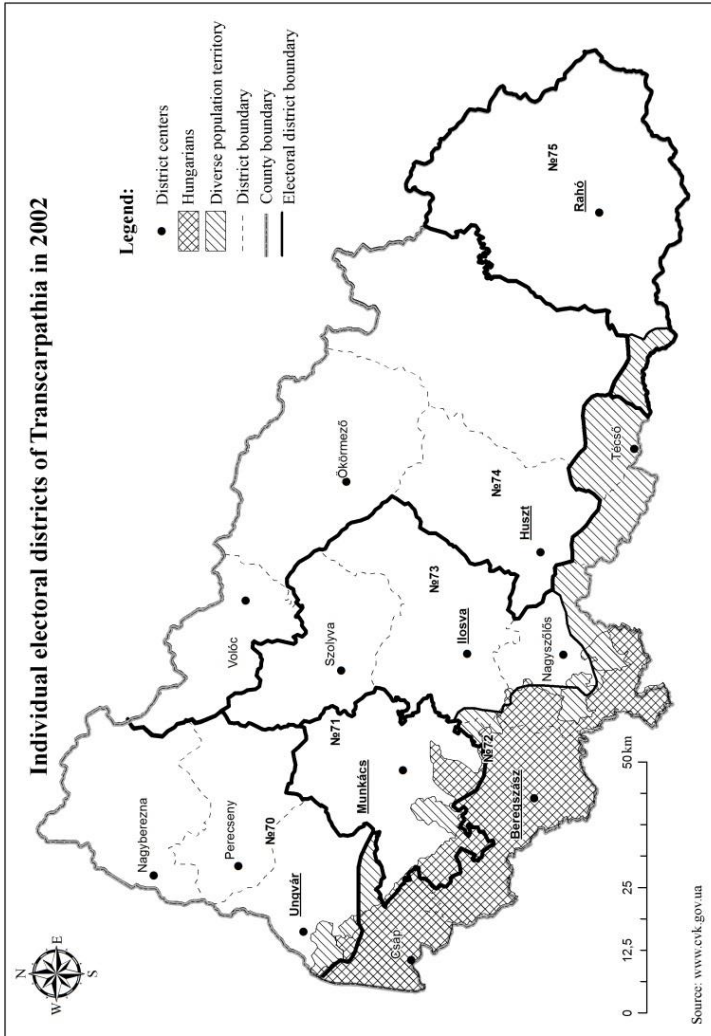 Individual electoral districts of Transcarpathia in 2002
N
W
E
S
Legend:
District centers
Hungarians
Diverse population territory
District boundary
County boundary
Electoral district boundary
Nagyberezna
Perecseny
№70
Ungvár
Volóc
Szolyva
№71
Munkács
Ökörmező
№73
Ilosva
№74
Huszt
№75
Rahó
Csap
№72
Beregszász
Nagyszőlős
Técső
0
12,5
25
50 km
Source: www.cvk.gov.ua